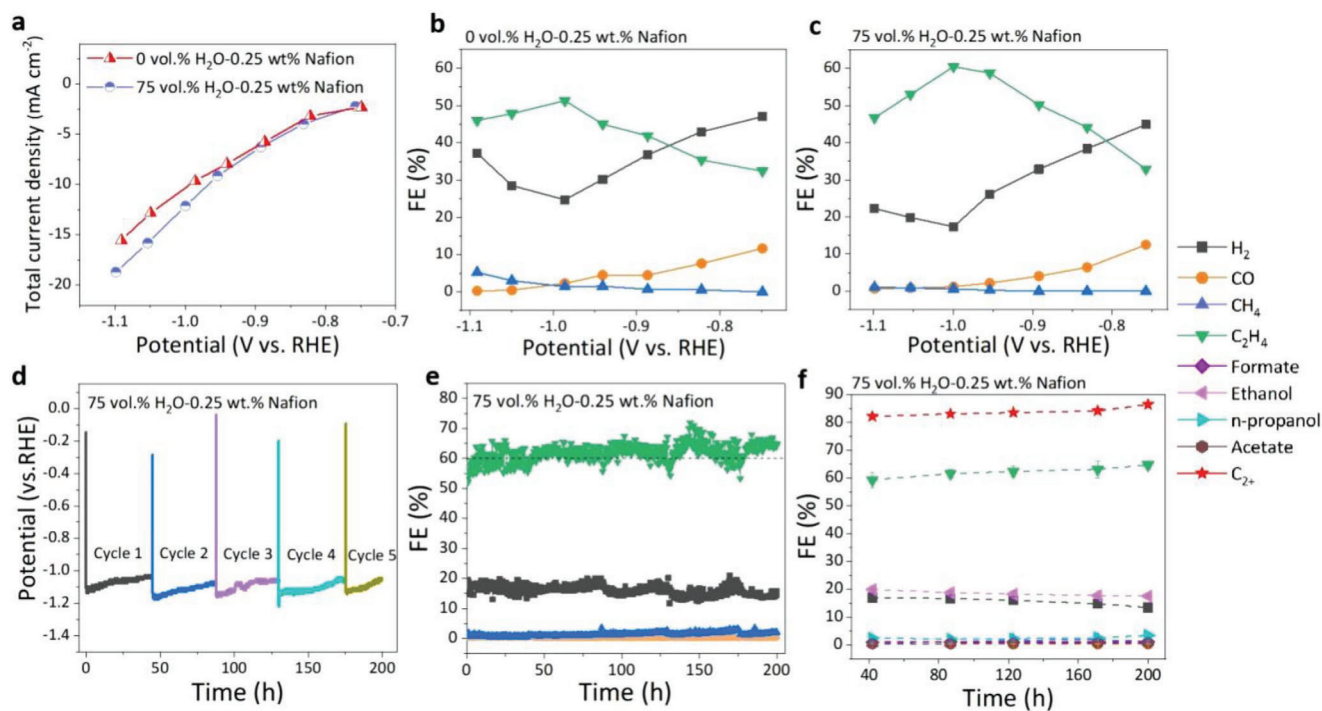 a
Total current density (mA cm⁻²)
0 vol.% H₂O-0.25 wt% Nafion
75 vol.% H₂O-0.25 wt% Nafion
0
-5
-10
-15
-20
-1.1 -1.0 -0.9 -0.8 -0.7
Potential (V vs. RHE)
b
0 vol.% H₂O-0.25 wt.% Nafion
FE (%)
60
50
40
30
20
10
0
-1.1 -1.0 -0.9 -0.8
Potential (V vs. RHE)
c
75 vol.% H₂O-0.25 wt.% Nafion
FE (%)
60
50
40
30
20
10
0
-1.1 -1.0 -0.9 -0.8
Potential (V vs. RHE)
H₂
CO
CH₄
C₂H₄
Formate
Ethanol
n-propanol
Acetate
C₂₊
d
75 vol.% H₂O-0.25 wt.% Nafion
Potential (vs.RHE)
0.0
-0.2
-0.4
-0.6
-0.8
-1.0
-1.2
-1.4
Cycle 1 Cycle 2 Cycle 3 Cycle 4 Cycle 5
0 50 100 150 200
Time (h)
e
75 vol.% H₂O-0.25 wt.% Nafion
FE (%)
80
70
60
50
40
30
20
10
0
0 50 100 150 200
Time (h)
f
75 vol.% H₂O-0.25 wt.% Nafion
FE (%)
90
80
70
60
50
40
30
20
10
0
40 80 120 160 200
Time (h)